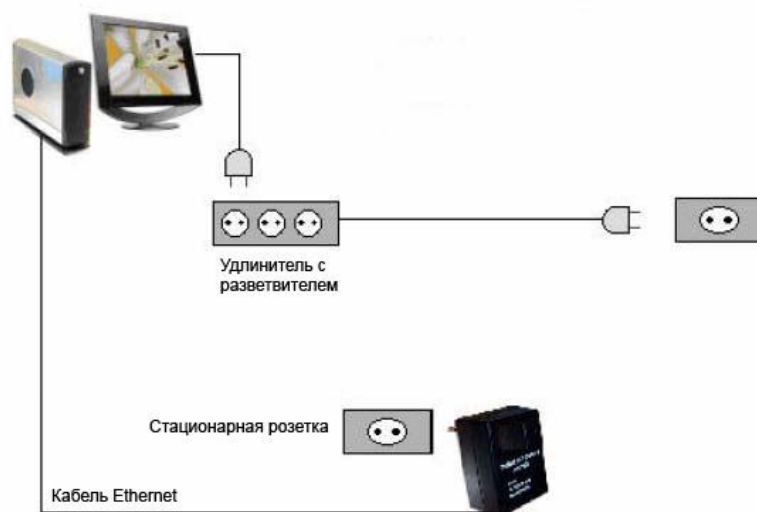 Удлинитель с
разветвителем
Стационарная розетка
Кабель Ethernet